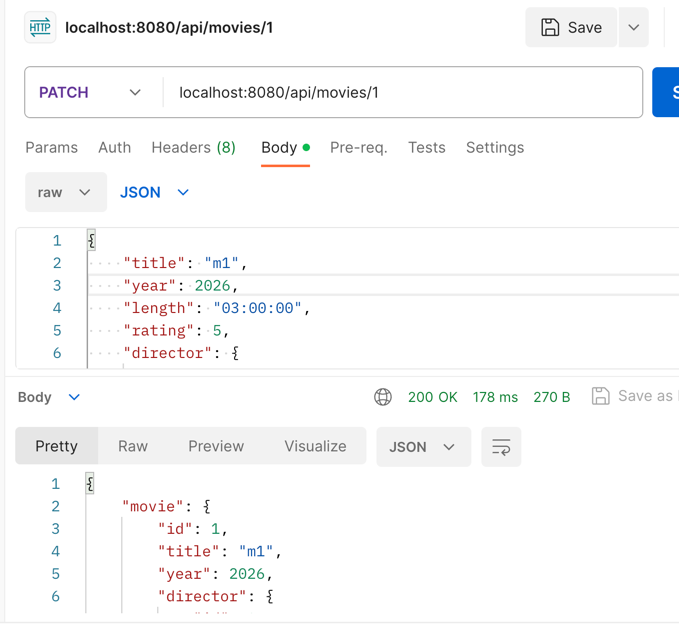 HTTP localhost:8080/api/movies/1 Save
PATCH localhost:8080/api/movies/1 S
Params Auth Headers (8) Body Pre-req. Tests Settings
raw JSON
1 {
2 "title": "m1",
3 "year": 2026,
4 "length": "03:00:00",
5 "rating": 5,
6 "director": {
Body 200 OK 178 ms 270 B Save as
Pretty Raw Preview Visualize JSON
1 {
2 "movie": {
3 "id": 1,
4 "title": "m1",
5 "year": 2026,
6 "director": {